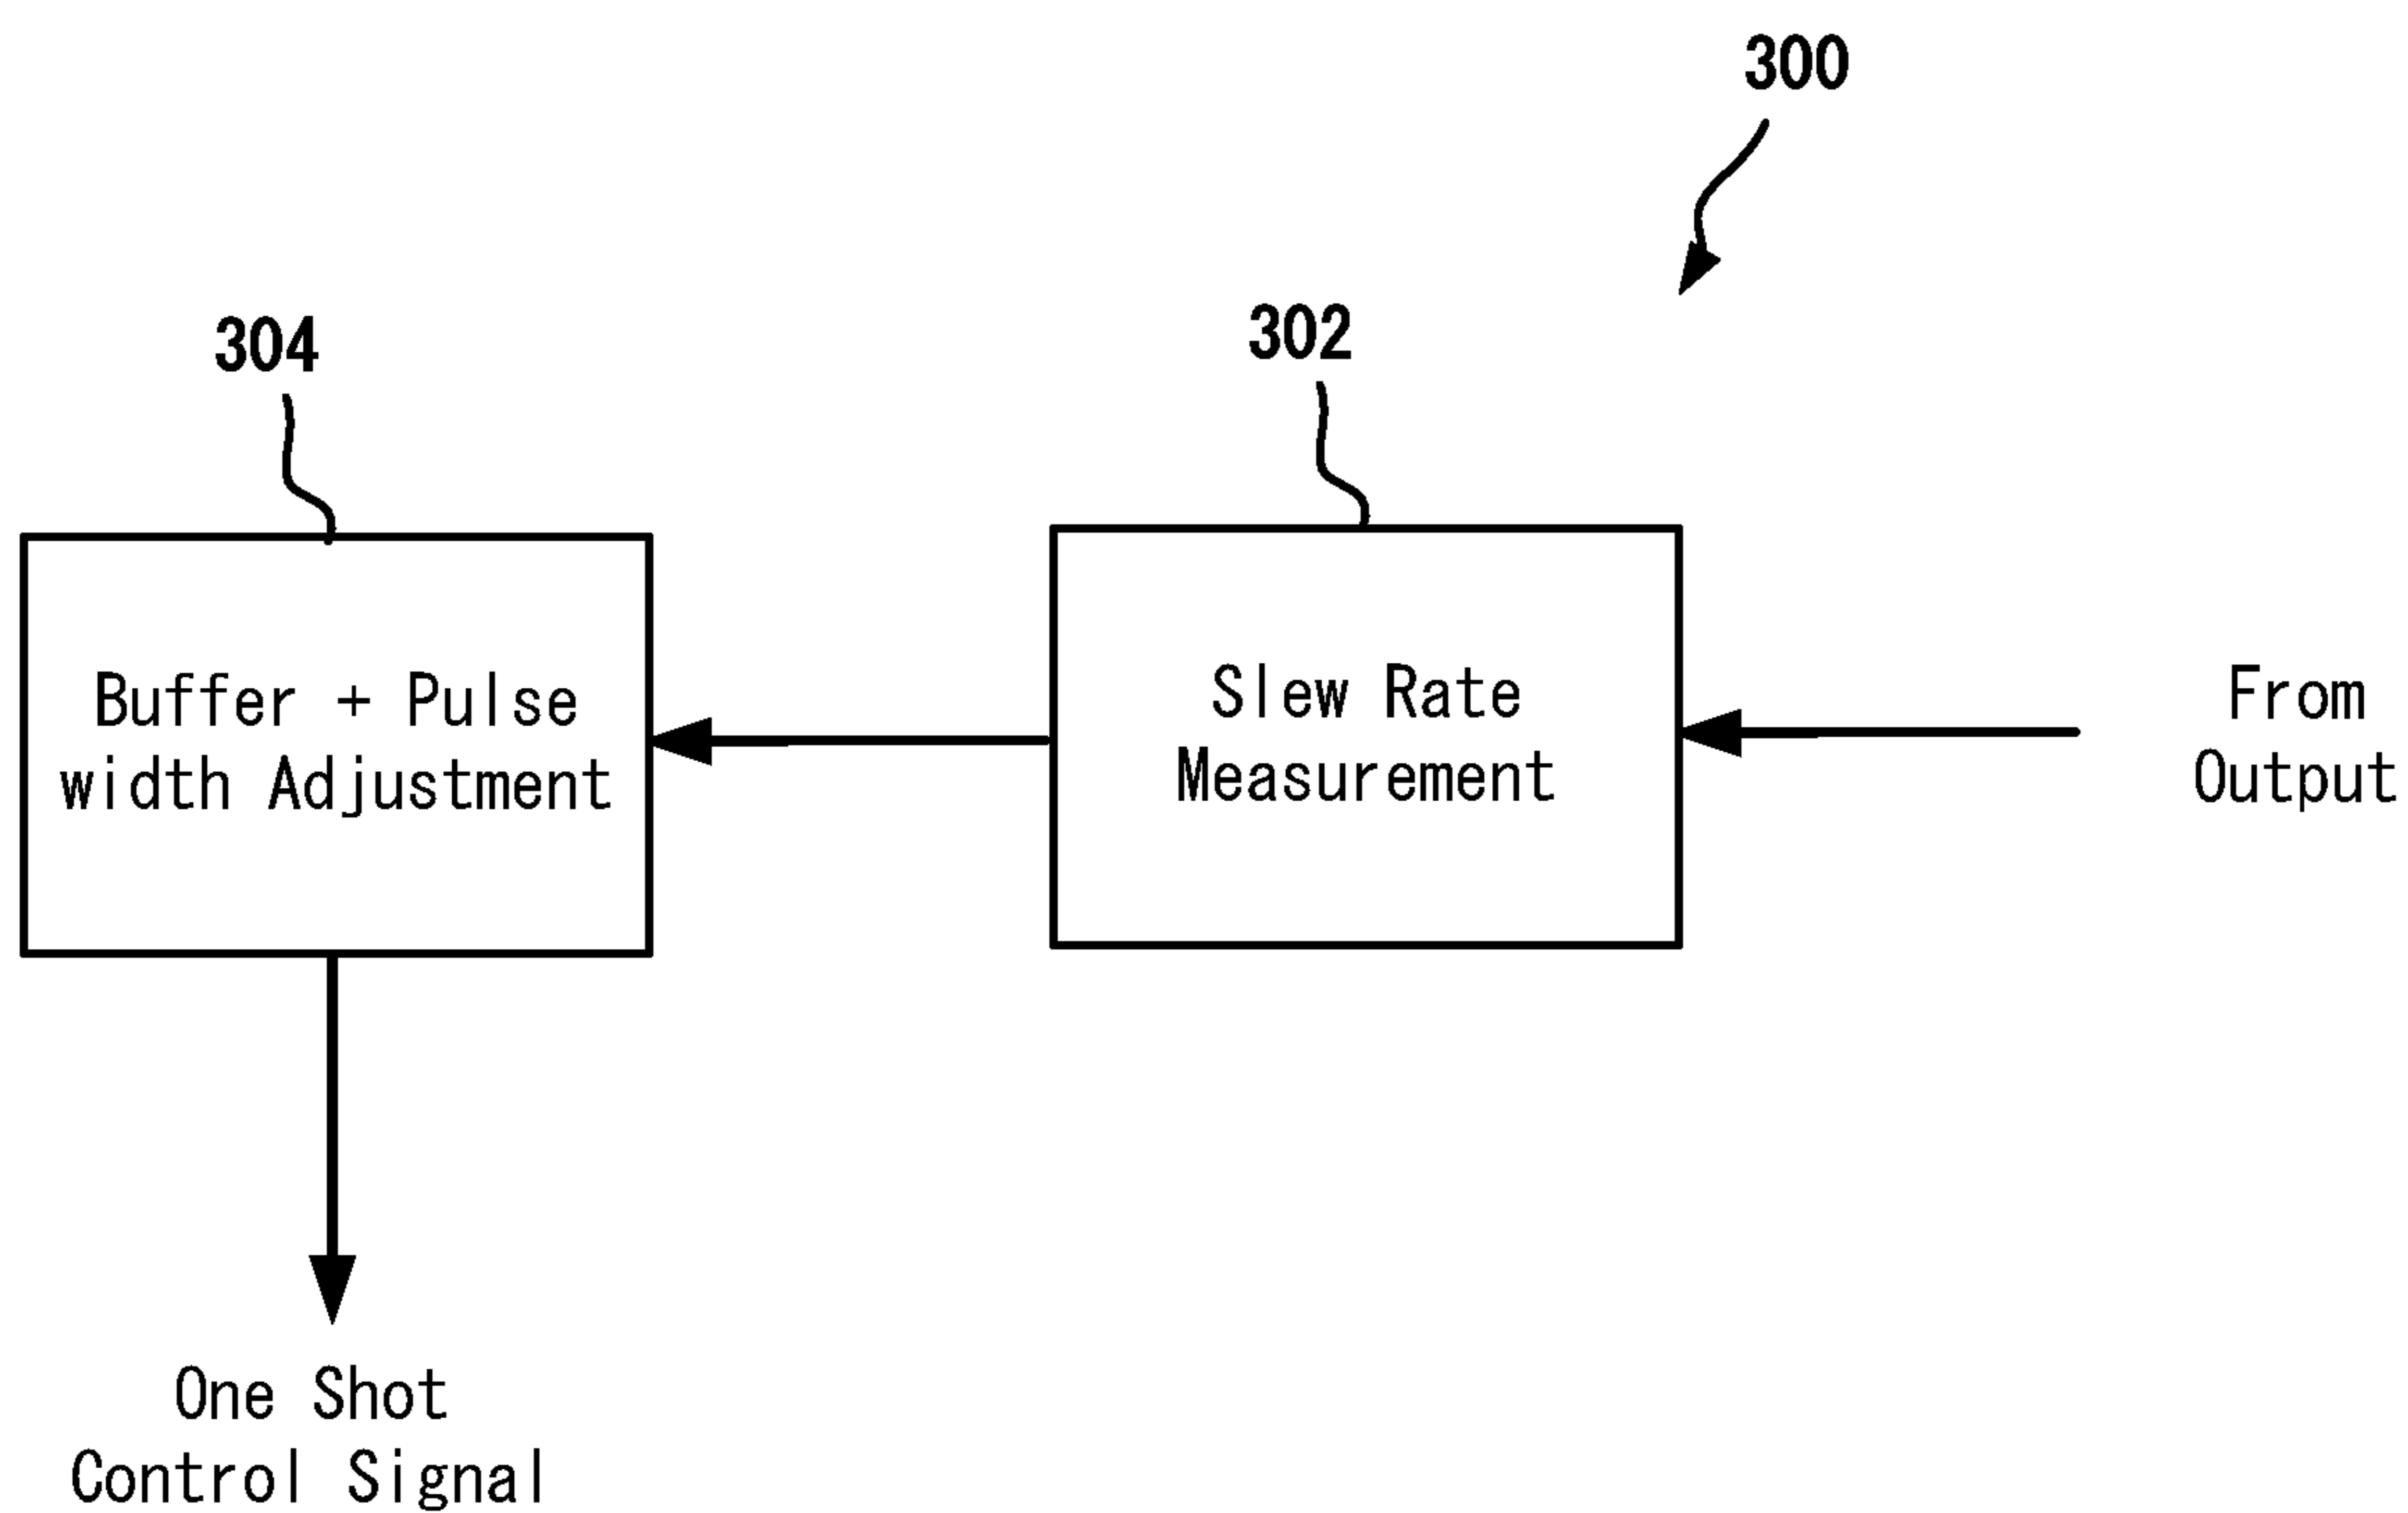 300
304
302
Buffer + Pulse
width Adjustment
Slew Rate
Measurement
From
Output
One Shot
Control Signal